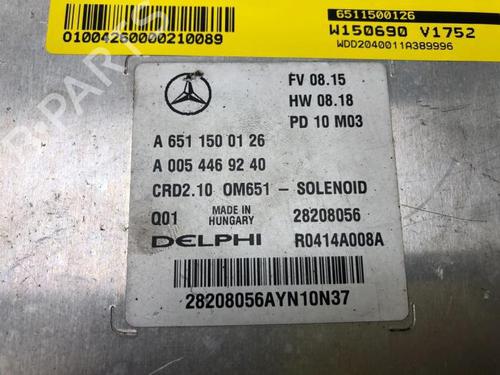 6511500126
W150690 V1752
WDD2040011A389996
01004260000210089
FV 08.15
HW 08.18
PD 10 M03
A 651 150 01 26
A 005 446 92 40
CRD2.10 OM651 - SOLENOID
Q01 MADE IN HUNGARY 28208056
DELPHI R0414A008A
28208056AYN10N37
B-PARTS